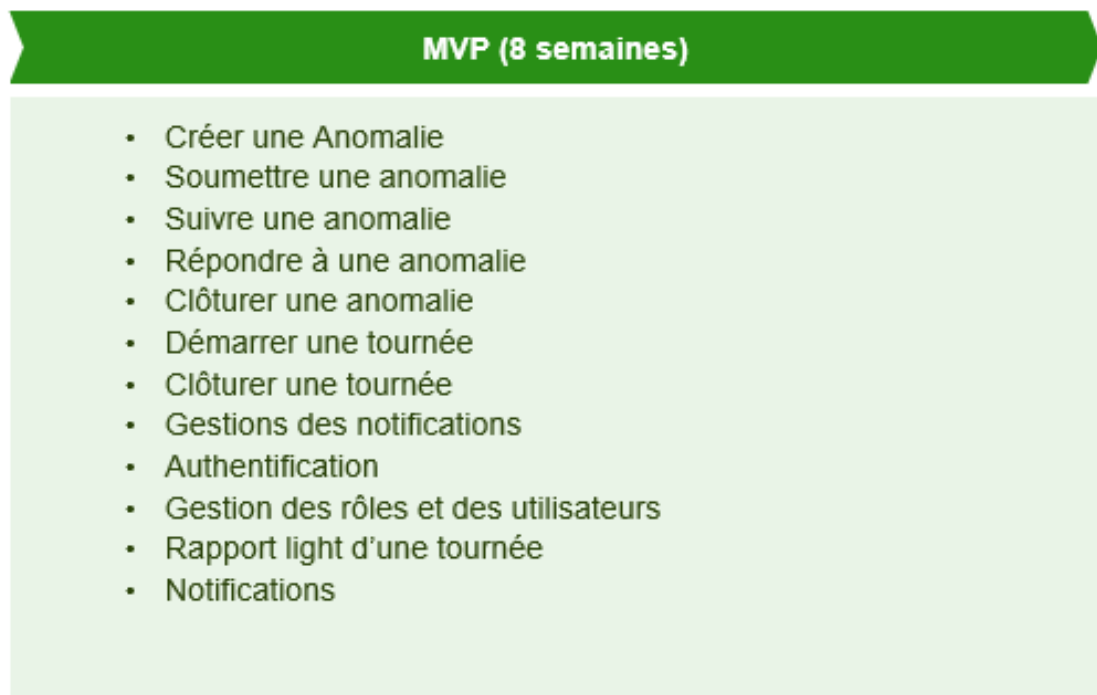 MVP (8 semaines)
• Créer une Anomalie
• Soumettre une anomalie
• Suivre une anomalie
• Répondre à une anomalie
• Clôturer une anomalie
• Démarrer une tournée
• Clôturer une tournée
• Gestions des notifications
• Authentification
• Gestion des rôles et des utilisateurs
• Rapport light d’une tournée
• Notifications